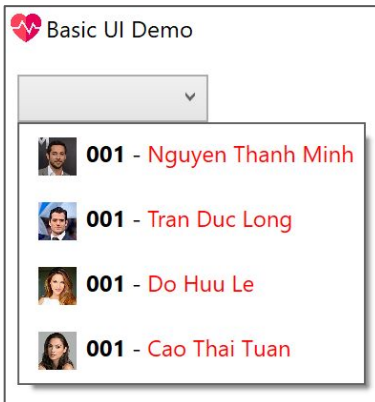 Basic UI Demo
001 - Nguyen Thanh Minh
001 - Tran Duc Long
001 - Do Huu Le
001 - Cao Thai Tuan